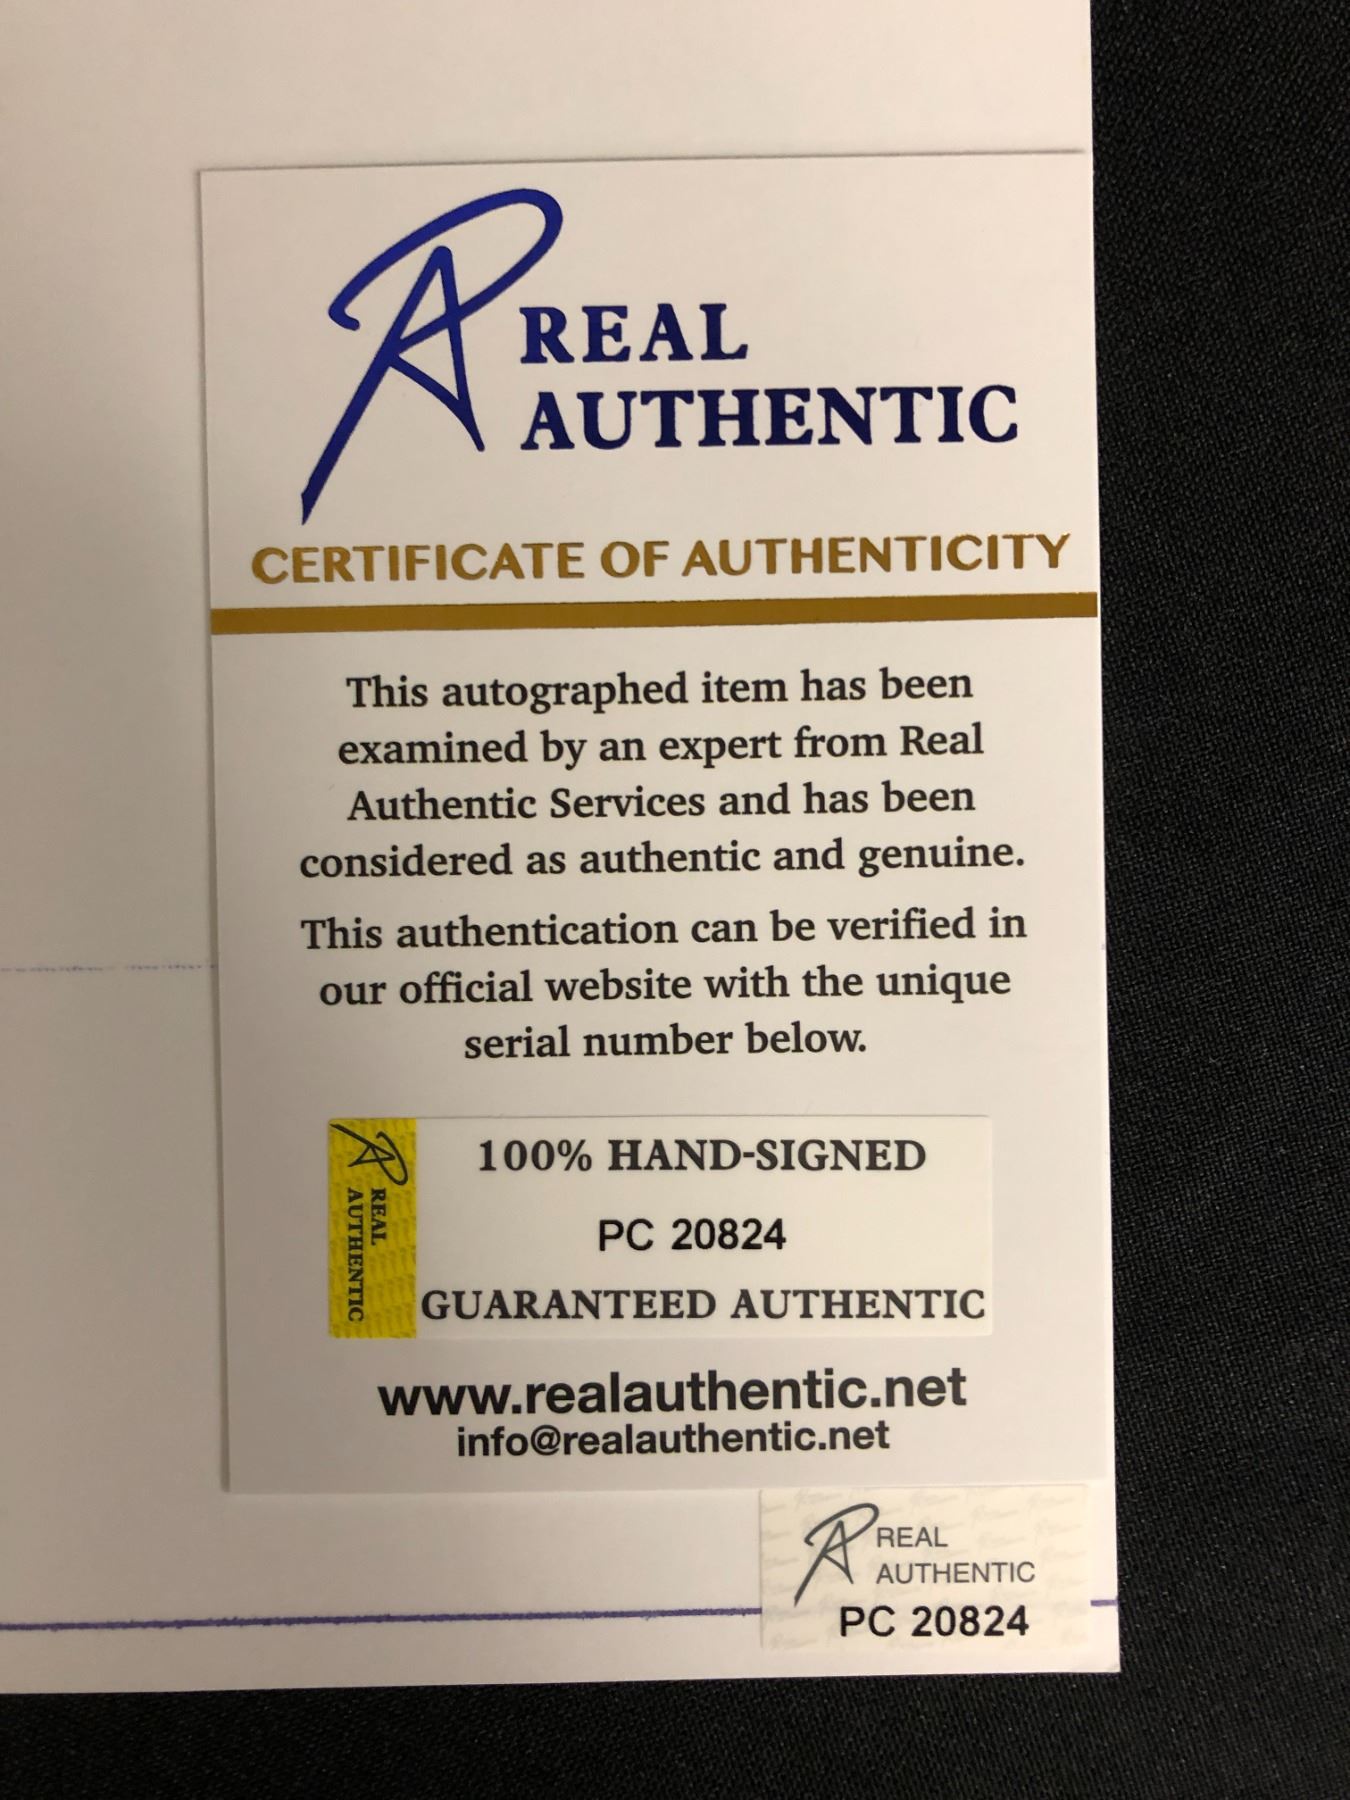 REAL
AUTHENTIC
CERTIFICATE OF AUTHENTICITY
This autographed item has been
examined by an expert from Real
Authentic Services and has been
considered as authentic and genuine.
This authentication can be verified in
our official website with the unique
serial number below.
REAL
AUTHENTIC
100% HAND-SIGNED
PC 20824
GUARANTEED AUTHENTIC
www.realauthentic.net
info@realauthentic.net
REAL
AUTHENTIC
PC 20824